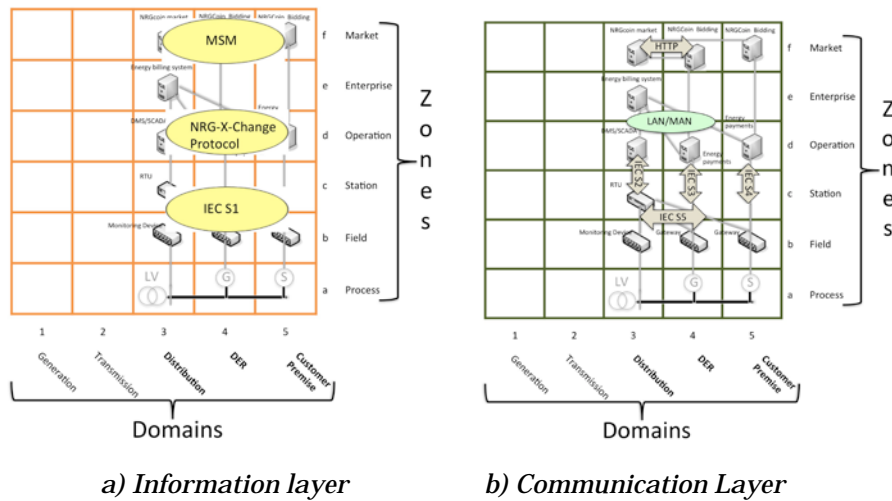 NRGcoin market NRGCoin Bidding NRGCoin Bidding
MSM
f Market
Energy billing system
e Enterprise
Energy
DMS/SCADA
NRG-X-Change
Protocol
d Operation
RTU
c Station
IEC S1
Monitoring Device
b Field
LV
G
S
a Process
1 2 3 4 5
Generation
Transmission
Distribution
DER
Customer
Premise
Zones
Domains
a) Information layer
NRGcoin market NRGCoin Bidding NRGCoin Bidding
HTTP
f Market
Energy billing system
e Enterprise
LAN/MAN
Energy
payments
DMS/SCADA
Energy
payments
d Operation
IEC S2
IEC S3
IEC S4
RTU
c Station
IEC S5
Monitoring Device
Gateway
Gateway
b Field
LV
G
S
a Process
1 2 3 4 5
Generation
Transmission
Distribution
DER
Customer
Premise
Zones
Domains
b) Communication Layer